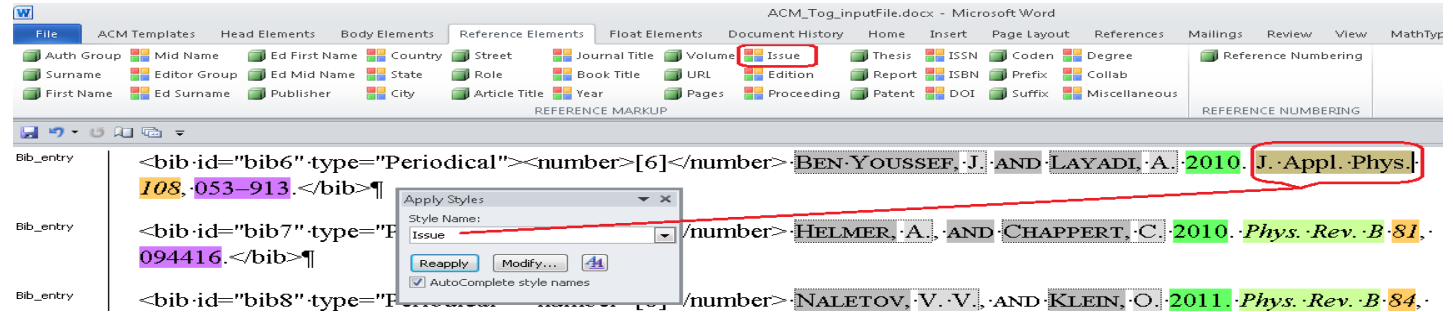 W
ACM_Tog_inputFile.docx - Microsoft Word
File ACM Templates Head Elements Body Elements Reference Elements Float Elements Document History Home Insert Page Layout References Mailings Review View MathTyp
Auth Group Mid Name Ed First Name Country Street Journal Title Volume Issue Thesis ISSN Coden Degree Reference Numbering
Surname Editor Group Ed Mid Name State Role Book Title URL Edition Report ISBN Prefix Collab
First Name Ed Surname Publisher City Article Title Year Pages Proceeding Patent DOI Suffix Miscellaneous
REFERENCE MARKUP REFERENCE NUMBERING
Bib_entry <bib·id="bib6"·type="Periodical"><number>[6]</number>·BEN·YOUSSEF,·J.·AND·LAYADI,·A.·2010.·J.·Appl.·Phys.·
108,·053–913.</bib>¶
Apply Styles
Style Name:
Issue
Reapply Modify...
AutoComplete style names
Bib_entry <bib·id="bib7"·type="P /number>·HELMER,·A.,·AND·CHAPPERT,·C.·2010.·Phys.·Rev.·B·81,·
094416.</bib>¶
Bib_entry <bib·id="bib8"·type="P /number>·NALETOV,·V.·V.,·AND·KLEIN,·O.·2011.·Phys.·Rev.·B·84,·